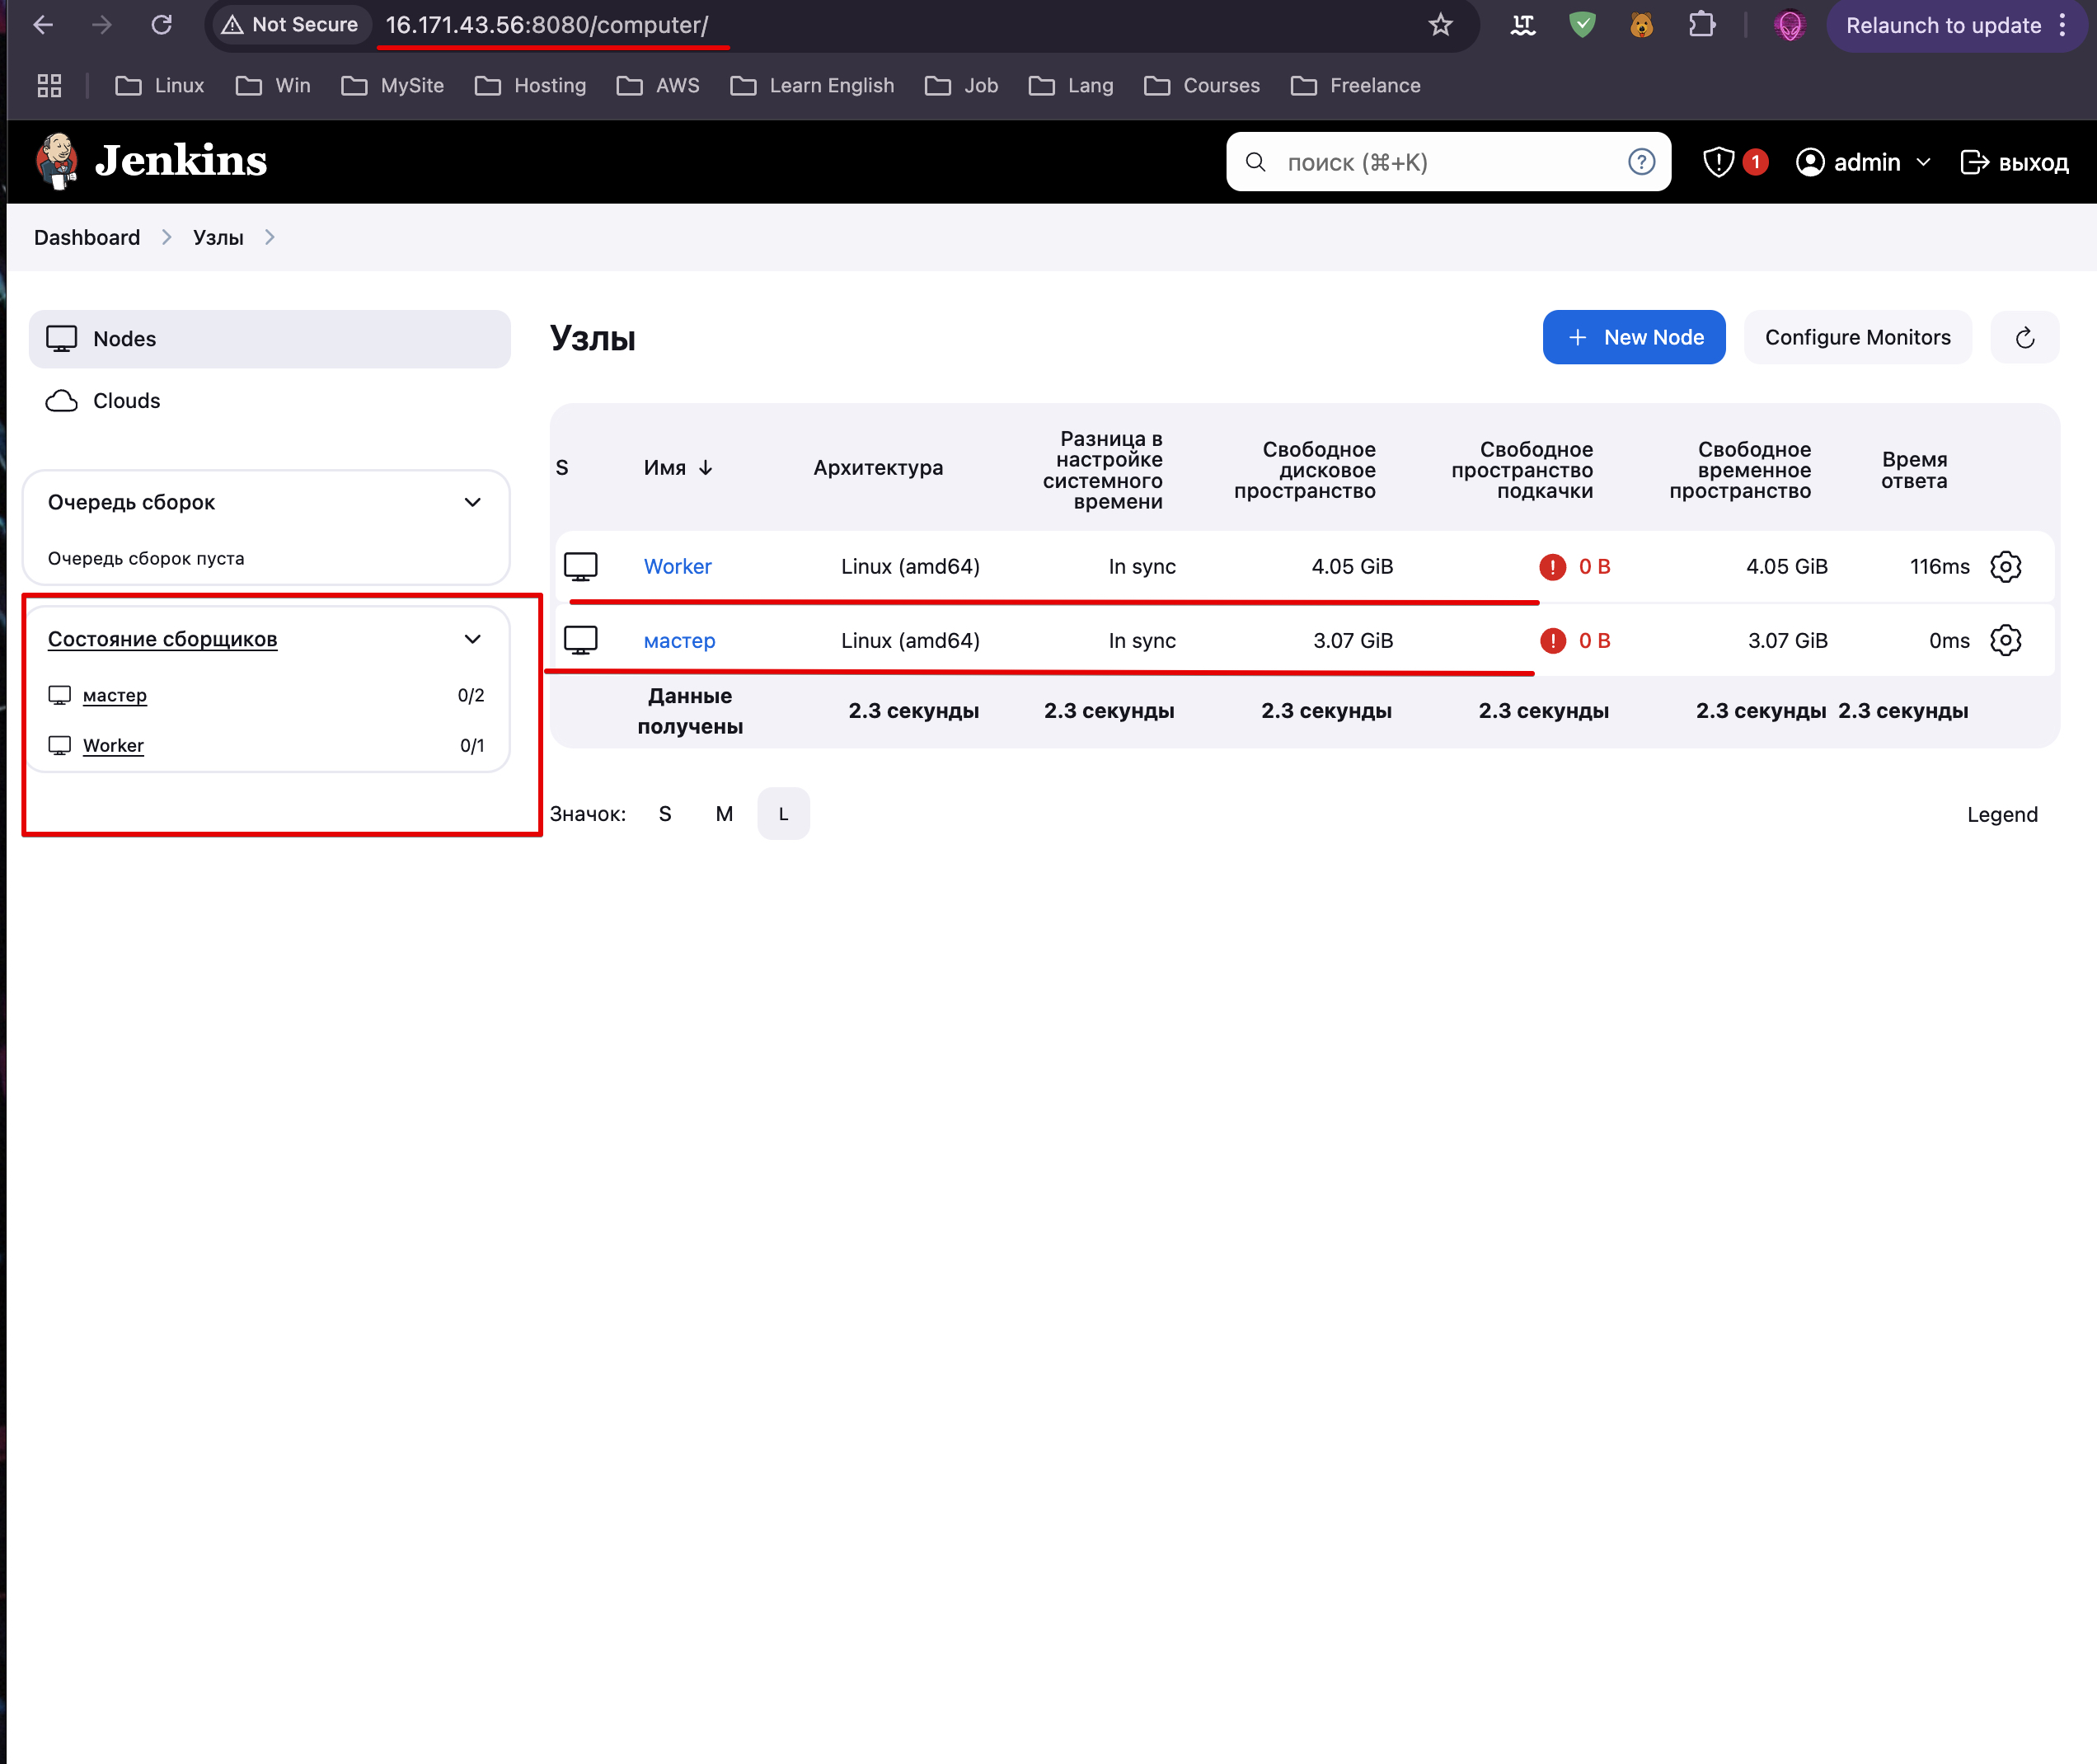 Not Secure 16.171.43.56:8080/computer/ Relaunch to update
Linux Win MySite Hosting AWS Learn English Job Lang Courses Freelance
Jenkins поиск (⌘+K) ? 1 admin выход
Dashboard Узлы
Nodes
Clouds
Очередь сборок
Очередь сборок пуста
Состояние сборщиков
мастер 0/2
Worker 0/1
Узлы
+ New Node Configure Monitors
S Имя ↓ Архитектура Разница в настройке системного времени Свободное дисковое пространство Свободное пространство подкачки Свободное временное пространство Время ответа
Worker Linux (amd64) In sync 4.05 GiB 0 B 4.05 GiB 116ms
мастер Linux (amd64) In sync 3.07 GiB 0 B 3.07 GiB 0ms
Данные получены 2.3 секунды 2.3 секунды 2.3 секунды 2.3 секунды 2.3 секунды 2.3 секунды
Значок: S M L Legend